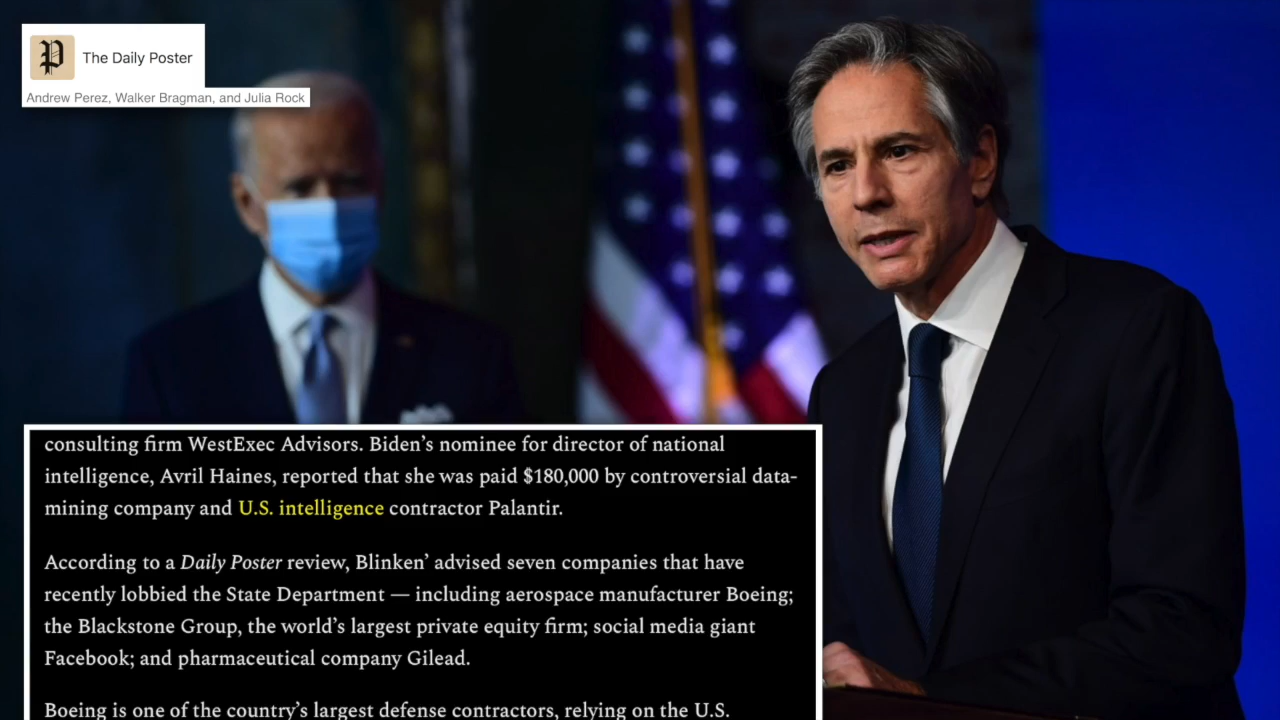 The Daily Poster
Andrew Perez, Walker Bragman, and Julia Rock
consulting firm WestExec Advisors. Biden’s nominee for director of national
intelligence, Avril Haines, reported that she was paid $180,000 by controversial data-
mining company and U.S. intelligence contractor Palantir.
According to a Daily Poster review, Blinken’ advised seven companies that have
recently lobbied the State Department — including aerospace manufacturer Boeing;
the Blackstone Group, the world’s largest private equity firm; social media giant
Facebook; and pharmaceutical company Gilead.
Boeing is one of the country’s largest defense contractors, relying on the U.S.